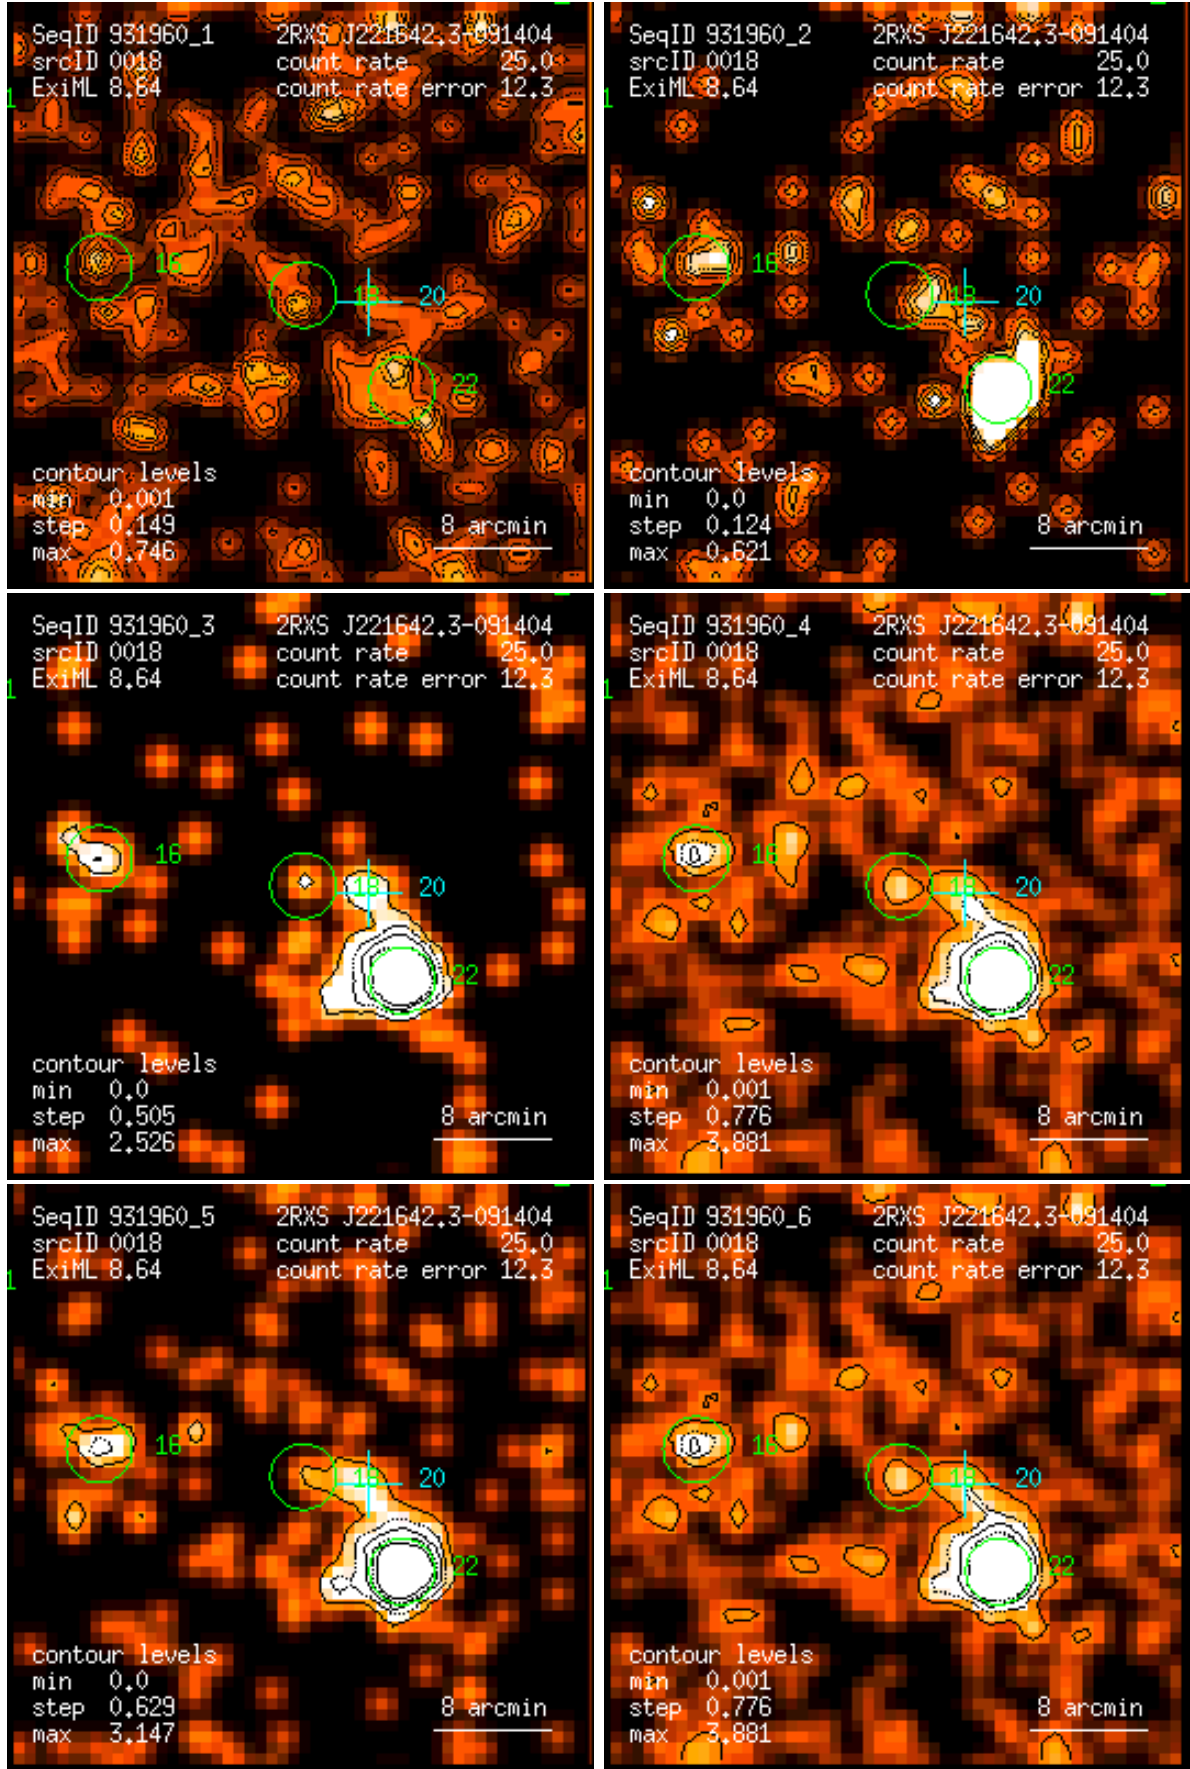 SeqID 931960_1 2RXS J221642.3-091404
srcID 0018 count rate 25.0
ExiML 8.64 count rate error 12.3
1
16
18 20
22
contour levels
min 0.001
step 0.149 8 arcmin
max 0.746
SeqID 931960_2 2RXS J221642.3-091404
srcID 0018 count rate 25.0
ExiML 8.64 count rate error 12.3
1
16
18 20
22
contour levels
min 0.0
step 0.124 8 arcmin
max 0.621
SeqID 931960_3 2RXS J221642.3-091404
srcID 0018 count rate 25.0
ExiML 8.64 count rate error 12.3
1
16
18 20
22
contour levels
min 0.0
step 0.505 8 arcmin
max 2.526
SeqID 931960_4 2RXS J221642.3-091404
srcID 0018 count rate 25.0
ExiML 8.64 count rate error 12.3
1
16
18 20
22
contour levels
min 0.001
step 0.776 8 arcmin
max 3.881
SeqID 931960_5 2RXS J221642.3-091404
srcID 0018 count rate 25.0
ExiML 8.64 count rate error 12.3
1
16
18 20
22
contour levels
min 0.0
step 0.629 8 arcmin
max 3.147
SeqID 931960_6 2RXS J221642.3-091404
srcID 0018 count rate 25.0
ExiML 8.64 count rate error 12.3
1
16
18 20
22
contour levels
min 0.001
step 0.776 8 arcmin
max 3.881